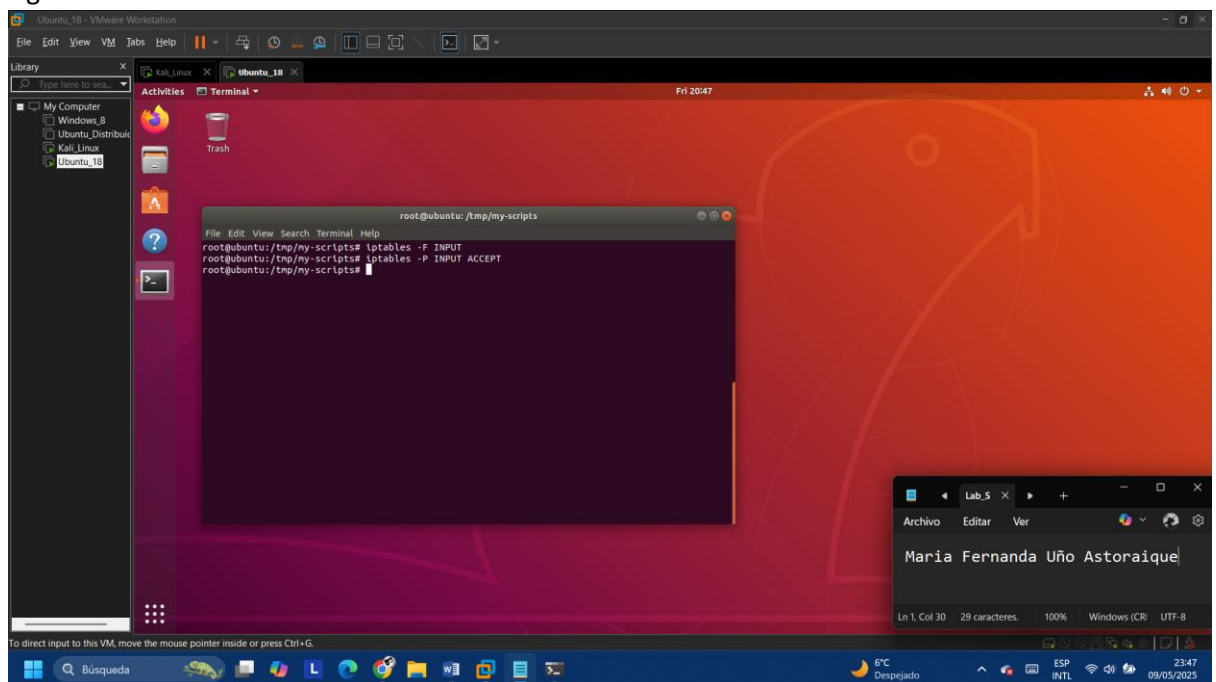 Ubuntu_18 - VMware Workstation
File Edit View VM Tabs Help
Library X
Type here to sea...
My Computer
Windows_8
Ubuntu_Distribuic
Kali_Linux
Ubuntu_18
Kali_Linux X Ubuntu_18 X
Activities Terminal Fri 20:47
Trash
root@ubuntu: /tmp/my-scripts
File Edit View Search Terminal Help
root@ubuntu:/tmp/my-scripts# iptables -F INPUT
root@ubuntu:/tmp/my-scripts# iptables -P INPUT ACCEPT
root@ubuntu:/tmp/my-scripts#
Lab_S
Archivo Editar Ver
Maria Fernanda Uño Astoraique
Ln 1, Col 30 29 caracteres. 100% Windows (CRI UTF-8
To direct input to this VM, move the mouse pointer inside or press Ctrl+G.
Búsqueda
6°C
Despejado
ESP
INTL
23:47
09/05/2025